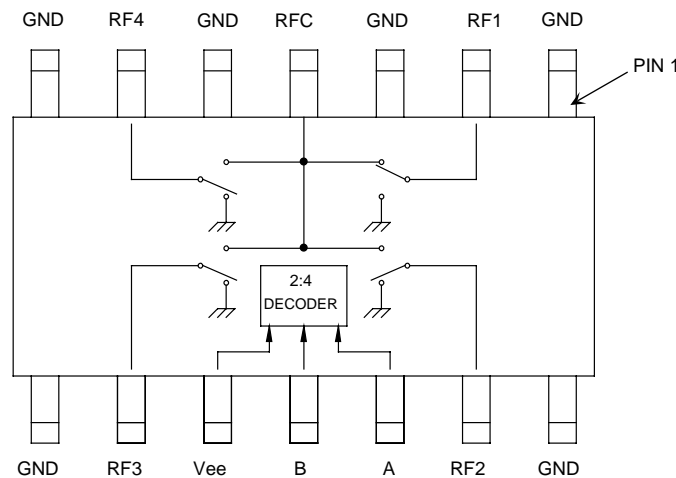 GND RF4 GND RFC GND RF1 GND
PIN 1
2:4
DECODER
GND RF3 Vee B A RF2 GND